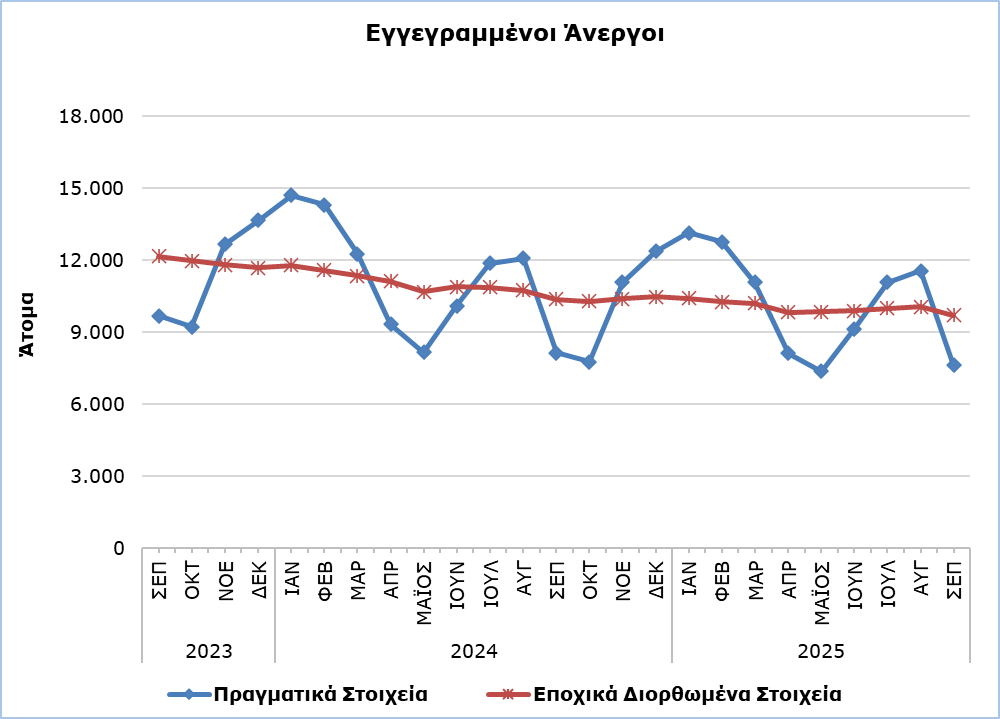 Εγγεγραμμένοι Άνεργοι
18.000
15.000
12.000
9.000
6.000
3.000
0
Άτομα
ΣΕΠ ΟΚΤ ΝΟΕ ΔΕΚ ΙΑΝ ΦΕΒ ΜΑΡ ΑΠΡ ΜΑΪΟΣ ΙΟΥΝ ΙΟΥΛ ΑΥΓ ΣΕΠ ΟΚΤ ΝΟΕ ΔΕΚ ΙΑΝ ΦΕΒ ΜΑΡ ΑΠΡ ΜΑΪΟΣ ΙΟΥΝ ΙΟΥΛ ΑΥΓ ΣΕΠ
2023 2024 2025
Πραγματικά Στοιχεία Εποχικά Διορθωμένα Στοιχεία